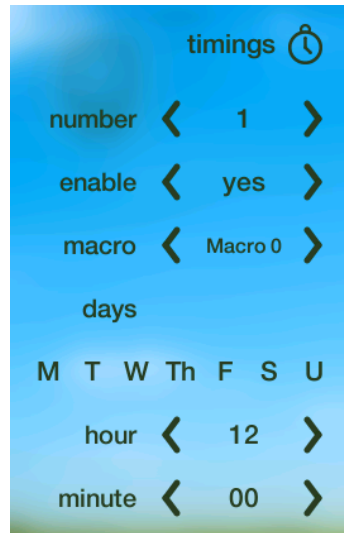 timings
number 1
enable yes
macro Macro 0
days
M T W Th F S U
hour 12
minute 00